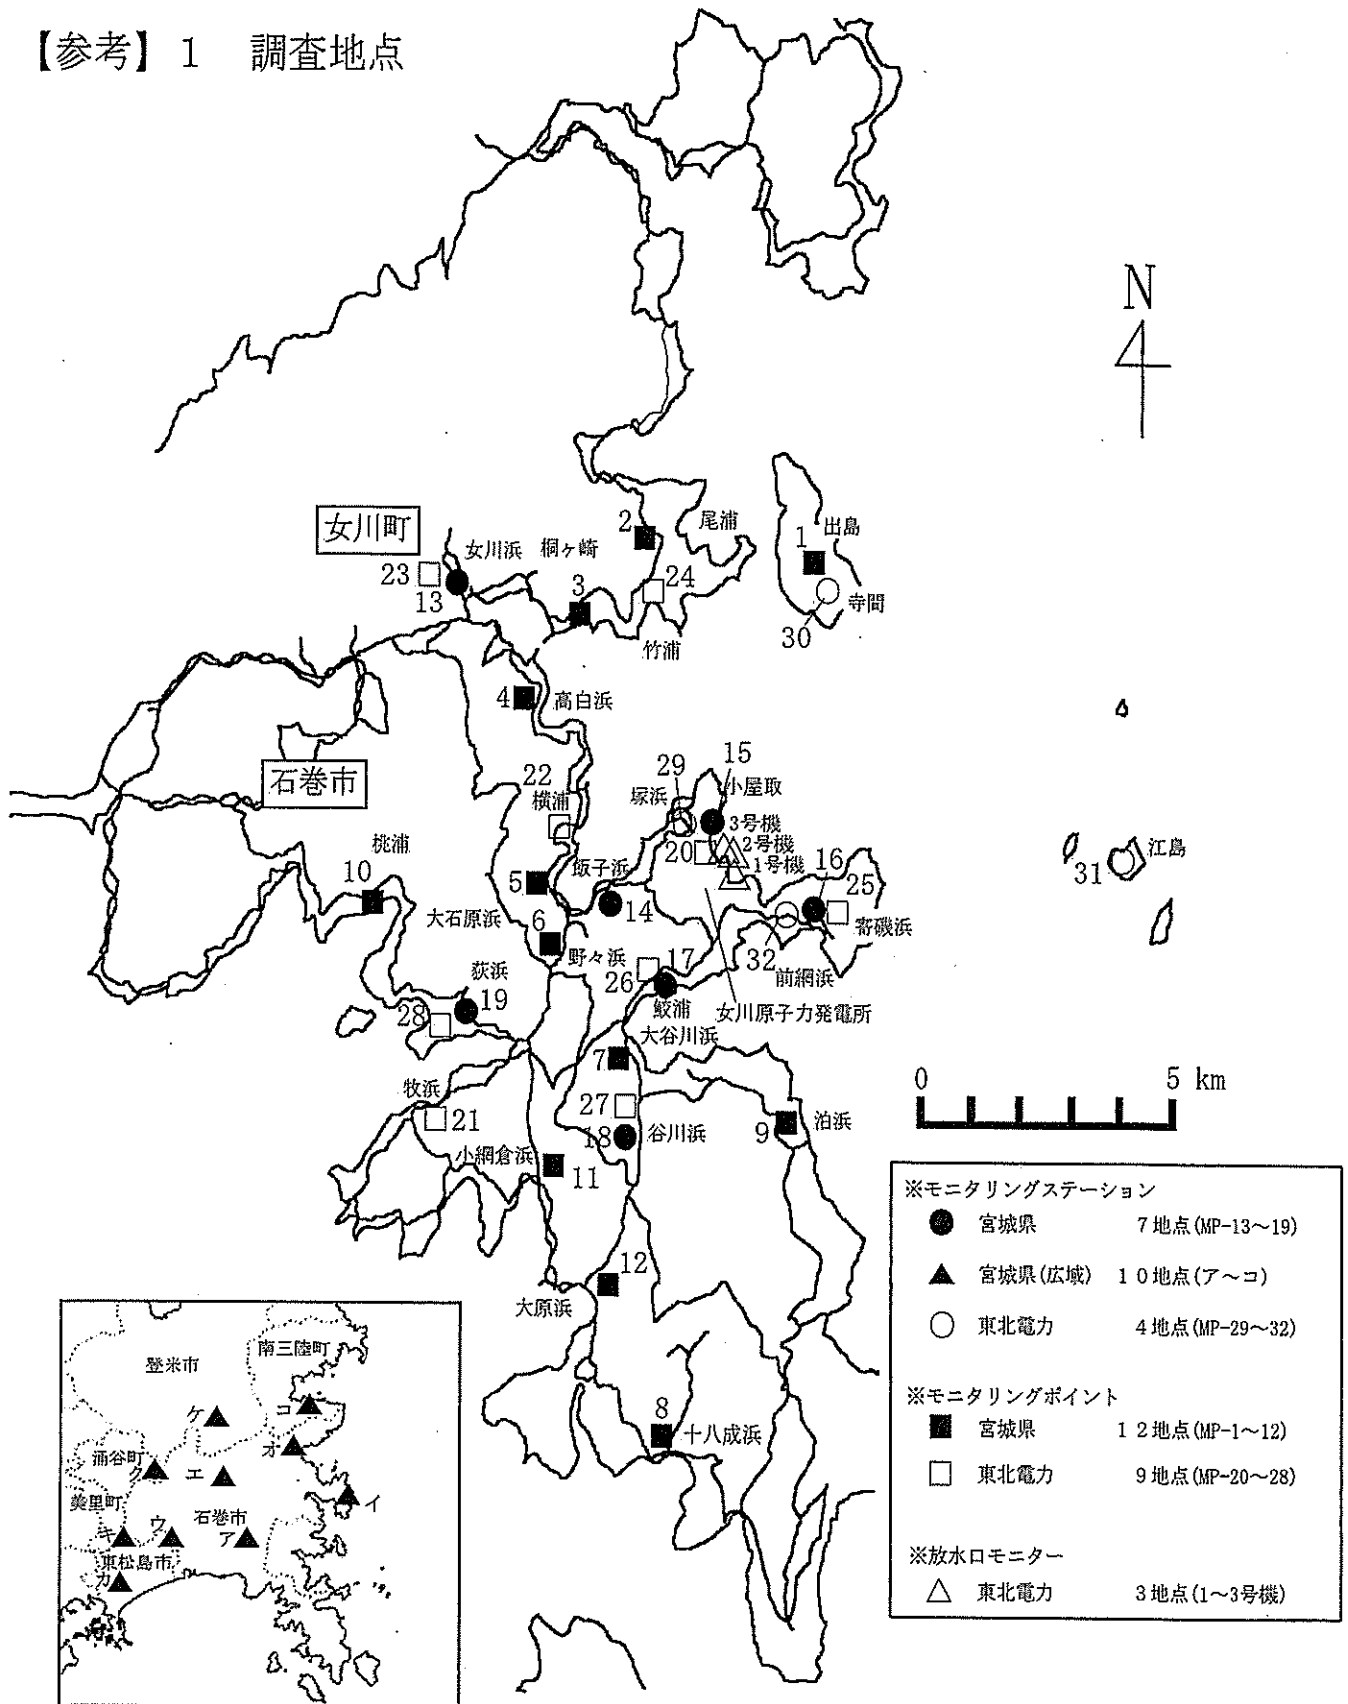 【参考】1 調査地点
N
女川町
23
13
女川浜
桐ヶ崎
2
尾浦
1
出島
3
24
寺間
30
竹浦
4
高白浜
石巻市
22
横浦
29
塚浜
15
小屋取
3号機
2号機
1号機
20
桃浦
10
5
飯子浜
14
16
25
寄磯浜
31
江島
大石原浜
6
野々浜
17
26
鮫浦
32
前網浜
女川原子力発電所
荻浜
19
28
大谷川浜
7
牧浜
21
27
18
谷川浜
9
泊浜
0 5 km
小網倉浜
11
12
大原浜
8
十八成浜
※モニタリングステーション
宮城県 7地点(MP-13～19)
宮城県(広域) 10地点(ア～コ)
東北電力 4地点(MP-29～32)
※モニタリングポイント
宮城県 12地点(MP-1～12)
東北電力 9地点(MP-20～28)
※放水口モニター
東北電力 3地点(1～3号機)
登米市
南三陸町
ケ
コ
オ
涌谷町
ク
エ
イ
美里町
石巻市
キ
ウ
ア
東松島市
カ